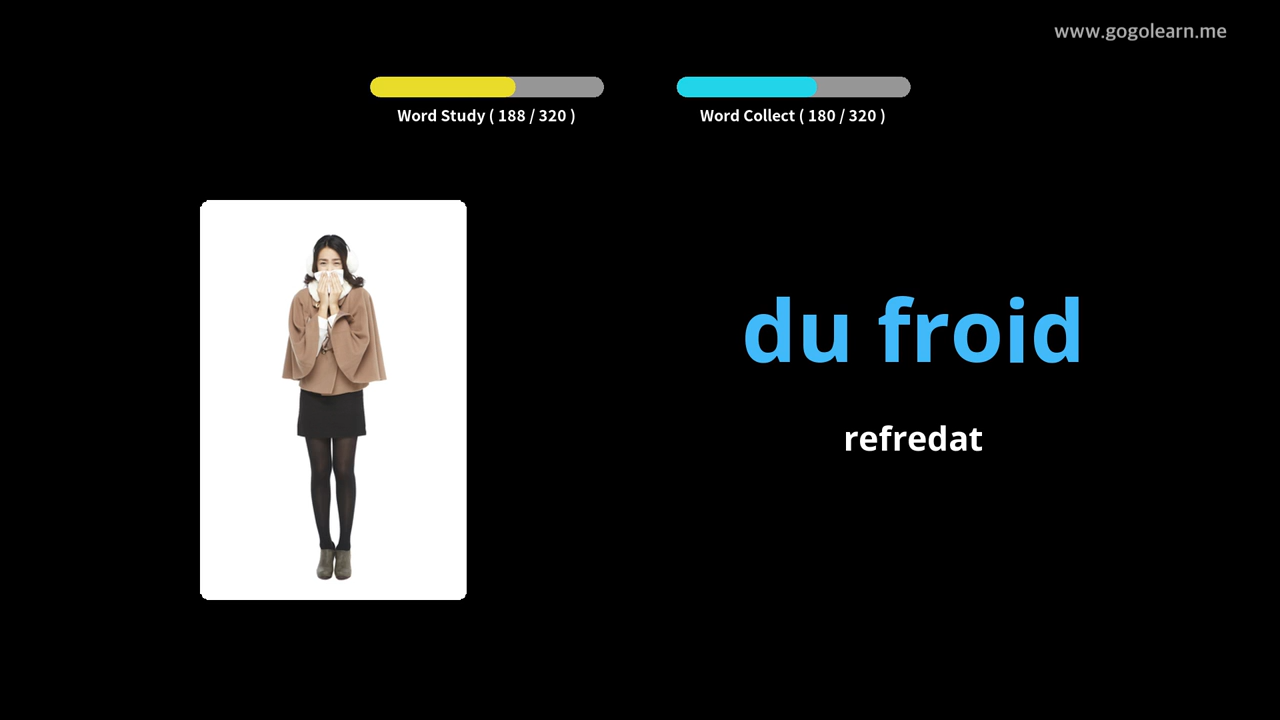 www.gogolearn.me
Word Study ( 188 / 320 )
Word Collect ( 180 / 320 )
du froid
refredat